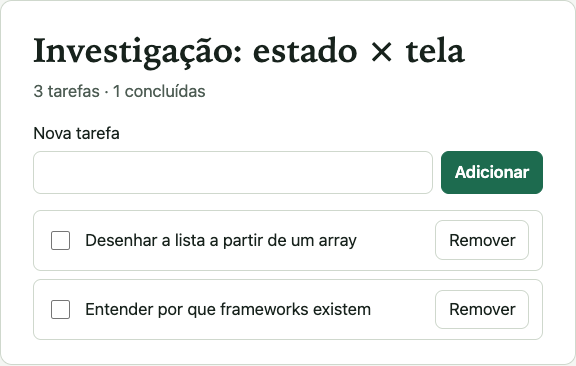 Investigação: estado × tela
3 tarefas · 1 concluídas
Nova tarefa
Adicionar
Desenhar a lista a partir de um array
Remover
Entender por que frameworks existem
Remover